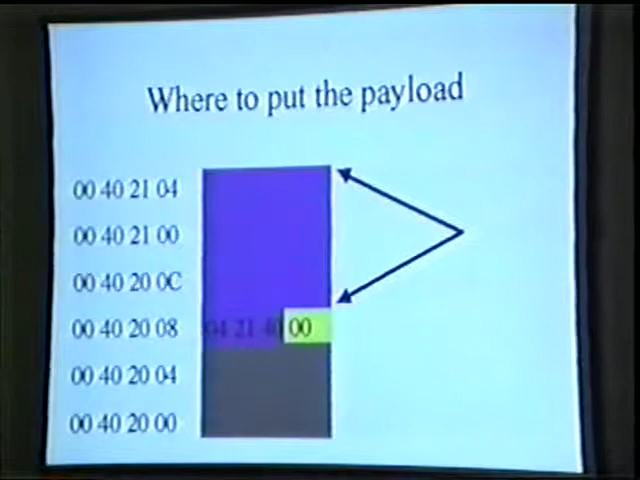 Where to put the payload
00 40 21 04
00 40 21 00
00 40 20 0C
00 40 20 08 04 21 40 00
00 40 20 04
00 40 20 00